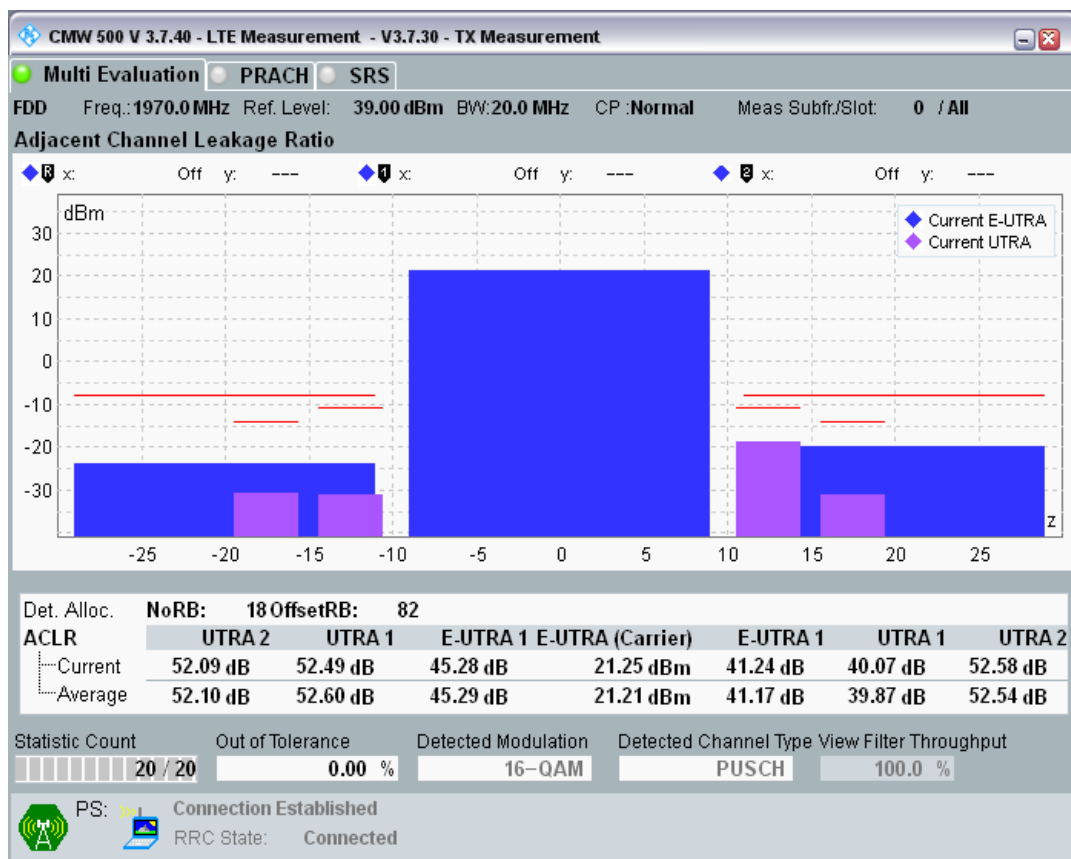 CMW 500 V 3.7.40 - LTE Measurement - V3.7.30 - TX Measurement
Multi Evaluation PRACH SRS
FDD Freq.:1970.0 MHz Ref. Level: 39.00 dBm BW:20.0 MHz CP :Normal Meas Subfr./Slot: 0 / All
Adjacent Channel Leakage Ratio
R x: Off y: --- 1 x: Off y: --- 2 x: Off y: ---
dBm
Current E-UTRA
Current UTRA
30
20
10
0
-10
-20
-30
z
-25 -20 -15 -10 -5 0 5 10 15 20 25
Det. Alloc. NoRB: 18 OffsetRB: 82
ACLR UTRA 2 UTRA 1 E-UTRA 1 E-UTRA (Carrier) E-UTRA 1 UTRA 1 UTRA 2
Current 52.09 dB 52.49 dB 45.28 dB 21.25 dBm 41.24 dB 40.07 dB 52.58 dB
Average 52.10 dB 52.60 dB 45.29 dB 21.21 dBm 41.17 dB 39.87 dB 52.54 dB
Statistic Count Out of Tolerance Detected Modulation Detected Channel Type View Filter Throughput
20 / 20 0.00 % 16-QAM PUSCH 100.0 %
PS: Connection Established
RRC State: Connected